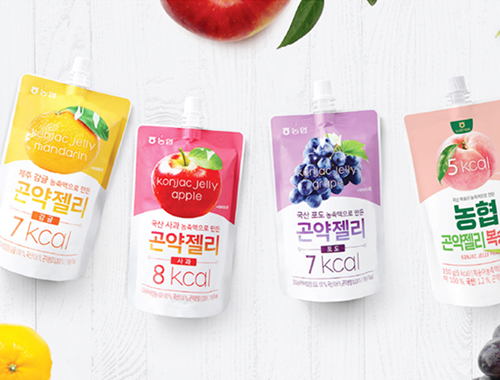 농협
konjac jelly
mandarin
제주 감귤 농축액으로 만든
곤약젤리
감귤
7 kcal
농협
konjac jelly
apple
국산 사과 농축액으로 만든
곤약젤리
사과
8 kcal
농협
konjac jelly
grape
국산 포도 농축액으로 만든
곤약젤리
포도
7 kcal
5 kcal
농협
곤약젤리 복숭
KONJAC JELLY